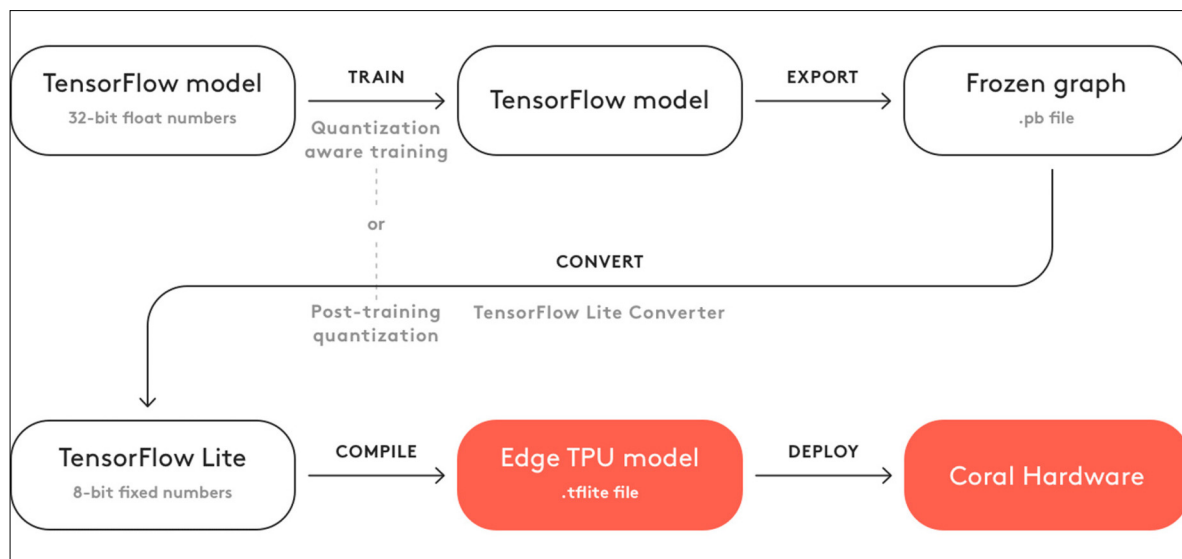 TensorFlow model
32-bit float numbers
TRAIN
Quantization
aware training
or
Post-training
quantization
TensorFlow model
EXPORT
Frozen graph
.pb file
CONVERT
TensorFlow Lite Converter
TensorFlow Lite
8-bit fixed numbers
COMPILE
Edge TPU model
.tflite file
DEPLOY
Coral Hardware